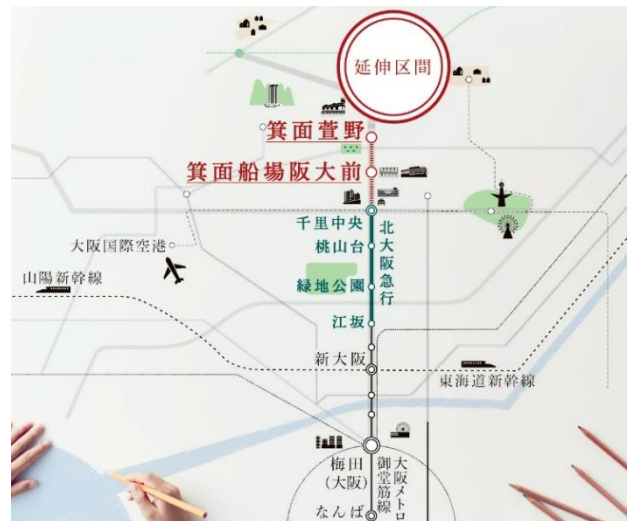 延伸区間
箕面萱野
箕面船場阪大前
千里中央
桃山台
緑地公園
江坂
北大阪急行
大阪国際空港
山陽新幹線
新大阪
東海道新幹線
梅田
(大阪)
なんば
大阪メトロ
御堂筋線